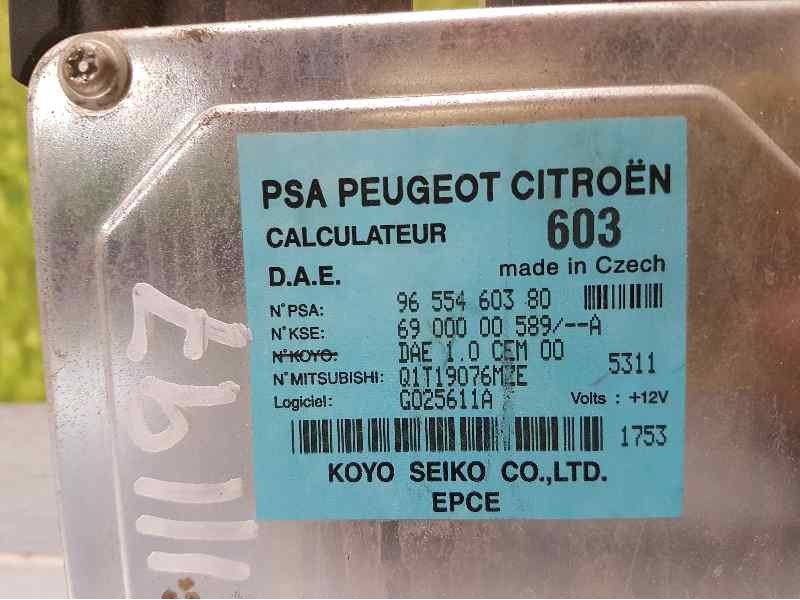 PSA PEUGEOT CITROËN
CALCULATEUR 603
D.A.E. made in Czech
N°PSA: 96 554 603 80
N°KSE: 69 000 00 589/--A
N°KOYO: DAE 1.0 CEM 00 5311
N°MITSUBISHI: Q1T19076MZE
Logiciel: G025611A Volts : +12V
1753
KOYO SEIKO CO.,LTD.
EPCE